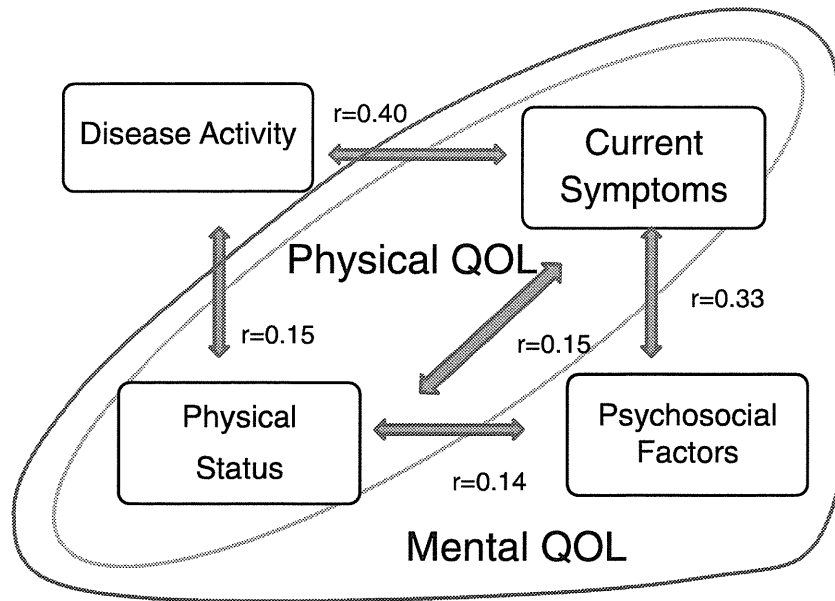 Disease Activity
r=0.40
Current
Symptoms
Physical QOL
r=0.15
r=0.15
r=0.33
Physical
Status
r=0.14
Psychosocial
Factors
Mental QOL